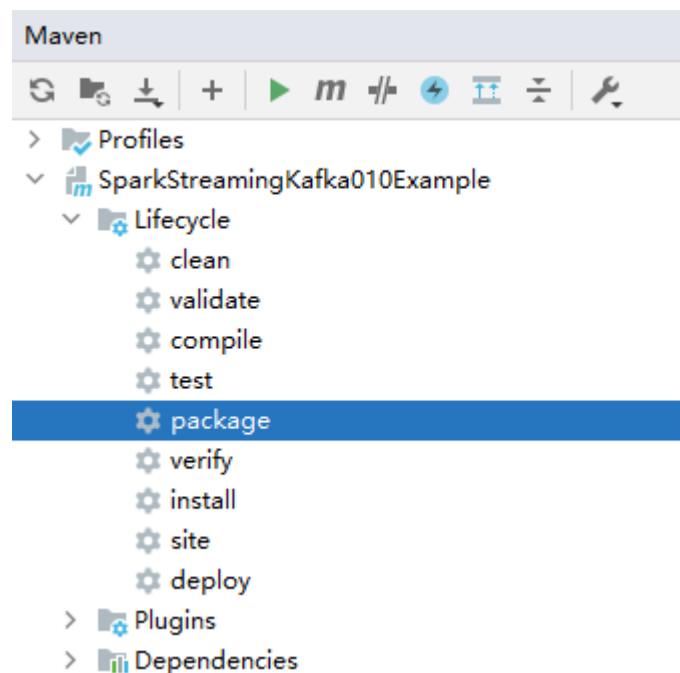 Maven
m
Profiles
SparkStreamingKafka010Example
Lifecycle
clean
validate
compile
test
package
verify
install
site
deploy
Plugins
Dependencies